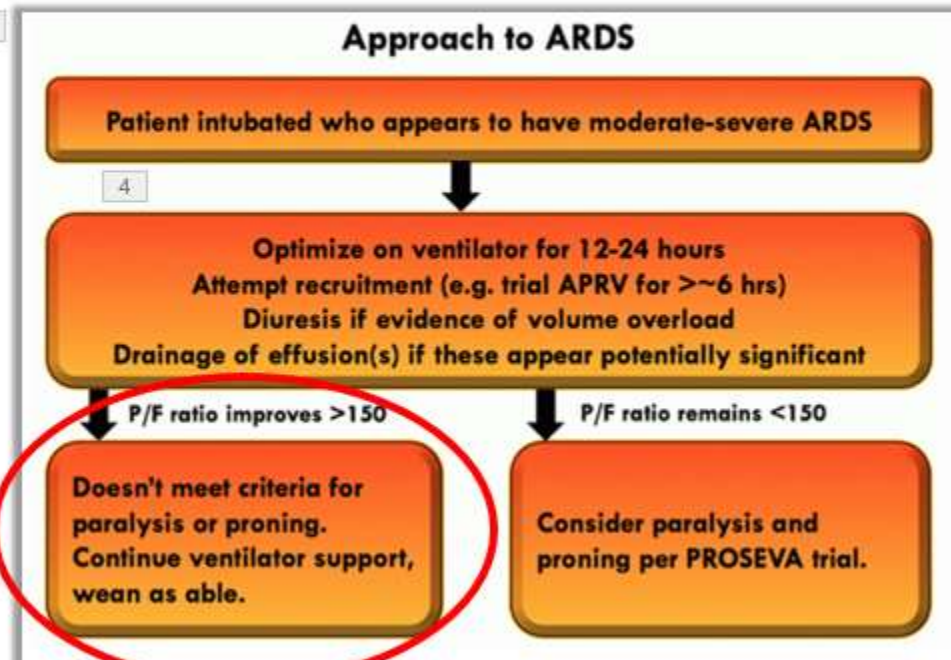 Approach to ARDS
Patient intubated who appears to have moderate-severe ARDS
4
Optimize on ventilator for 12-24 hours
Attempt recruitment (e.g. trial APRV for >~6 hrs)
Diuresis if evidence of volume overload
Drainage of effusion(s) if these appear potentially significant
P/F ratio improves >150
P/F ratio remains <150
Doesn't meet criteria for
paralysis or proning.
Continue ventilator support,
wean as able.
Consider paralysis and
proning per PROSEVA trial.